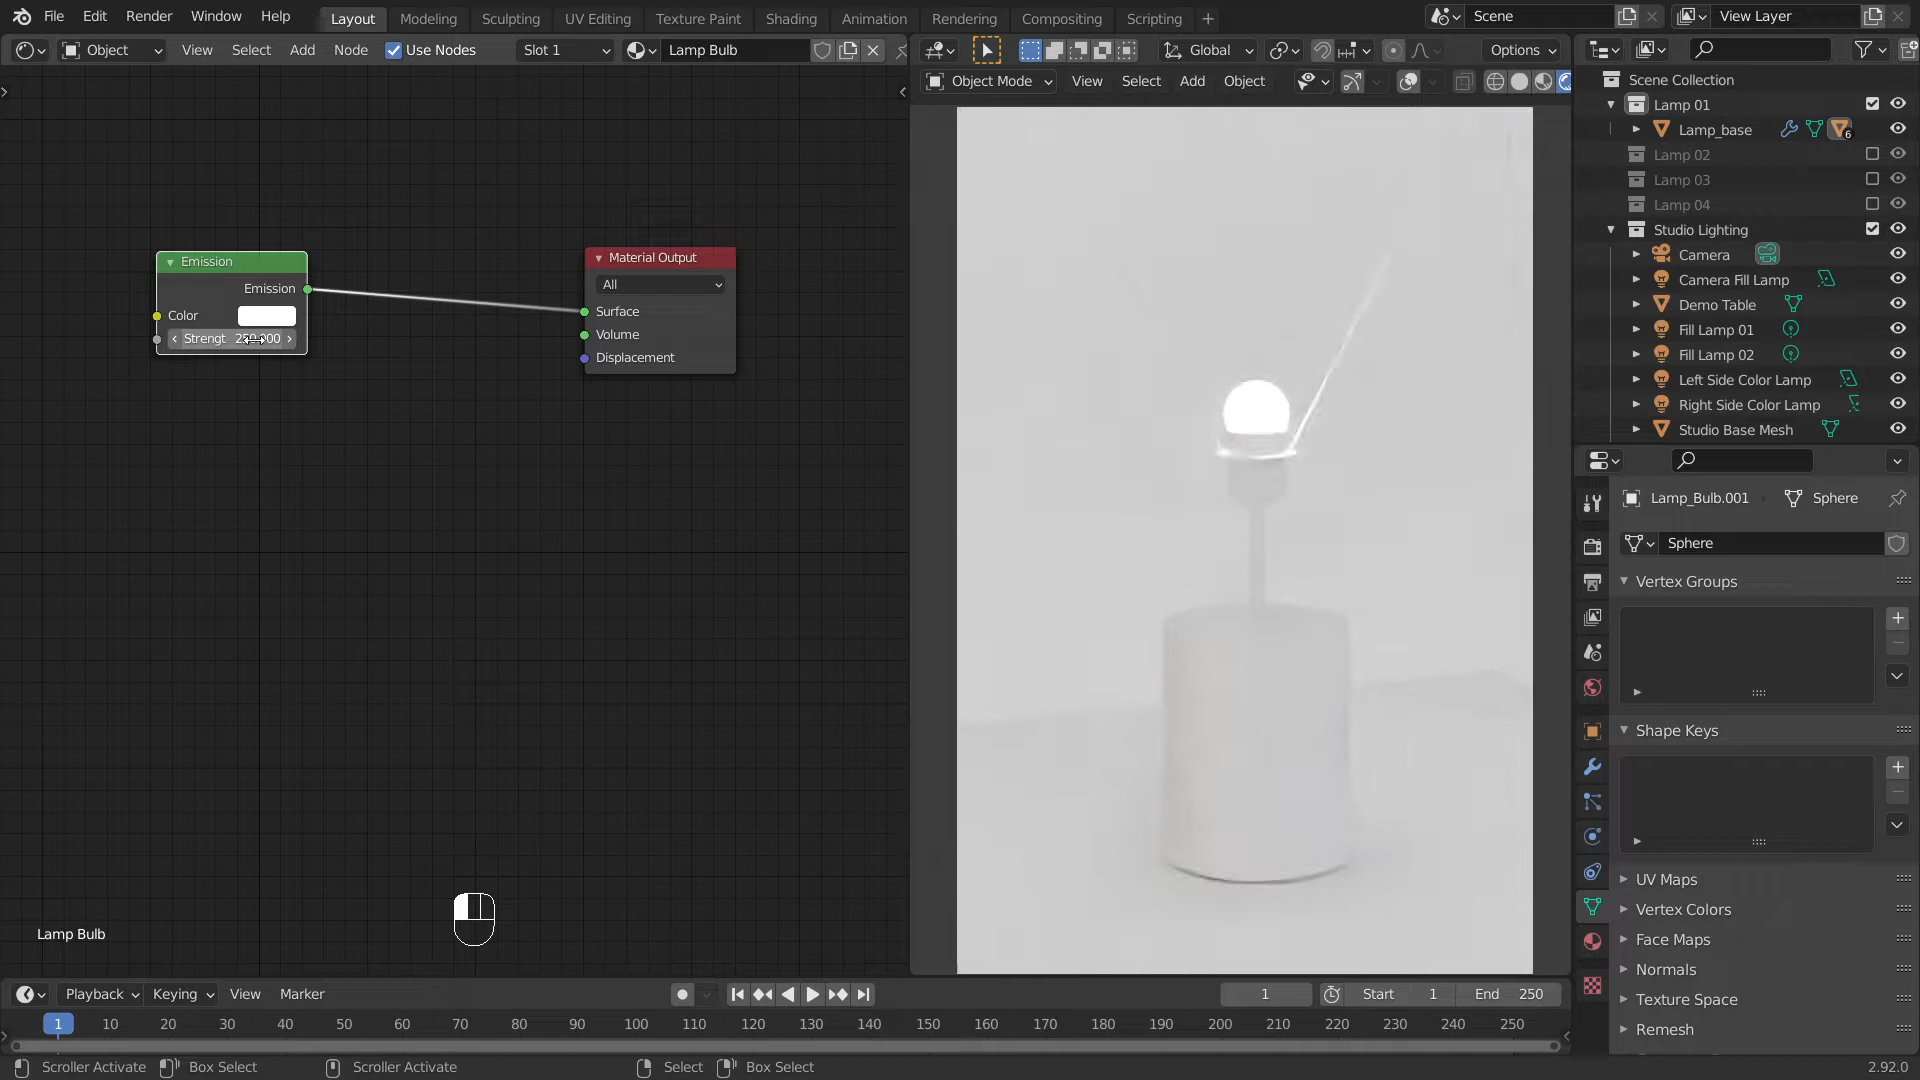 File Edit Render Window Help Layout Modeling Sculpting UV Editing Texture Paint Shading Animation Rendering Compositing Scripting Scene View Layer
Object View Select Add Node Use Nodes Slot 1 Lamp Bulb Global Options
Object Mode View Select Add Object
Scene Collection
Lamp 01
Lamp_base 6
Lamp 02
Lamp 03
Lamp 04
Studio Lighting
Camera
Camera Fill Lamp
Demo Table
Fill Lamp 01
Fill Lamp 02
Left Side Color Lamp
Right Side Color Lamp
Studio Base Mesh
Emission
Emission
Color
Strengt
Material Output
All
Surface
Volume
Displacement
Lamp_Bulb.001 Sphere
Sphere
Vertex Groups
Shape Keys
UV Maps
Vertex Colors
Face Maps
Normals
Texture Space
Remesh
Lamp Bulb
Playback Keying View Marker 1 Start 1 End 250
1 10 20 30 40 50 60 70 80 90 100 110 120 130 140 150 160 170 180 190 200 210 220 230 240 250
Scroller Activate Box Select Scroller Activate Select Box Select 2.92.0